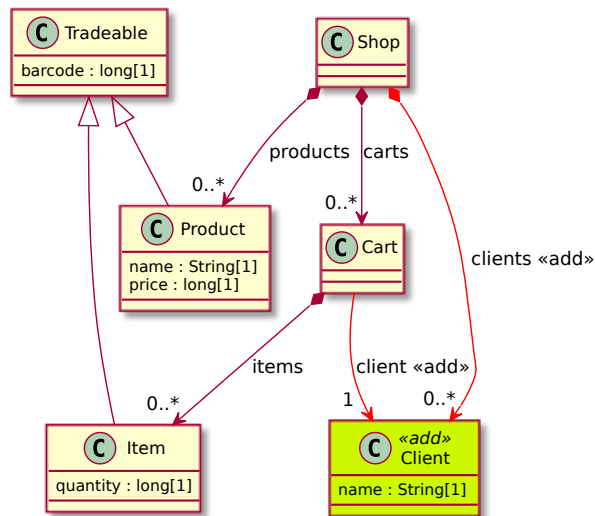 C Tradeable
barcode : long[1]
C Shop
products
carts
0..*
0..*
C Product
name : String[1]
price : long[1]
C Cart
clients «add»
items
client «add»
0..*
1
0..*
C Item
quantity : long[1]
C «add»
Client
name : String[1]